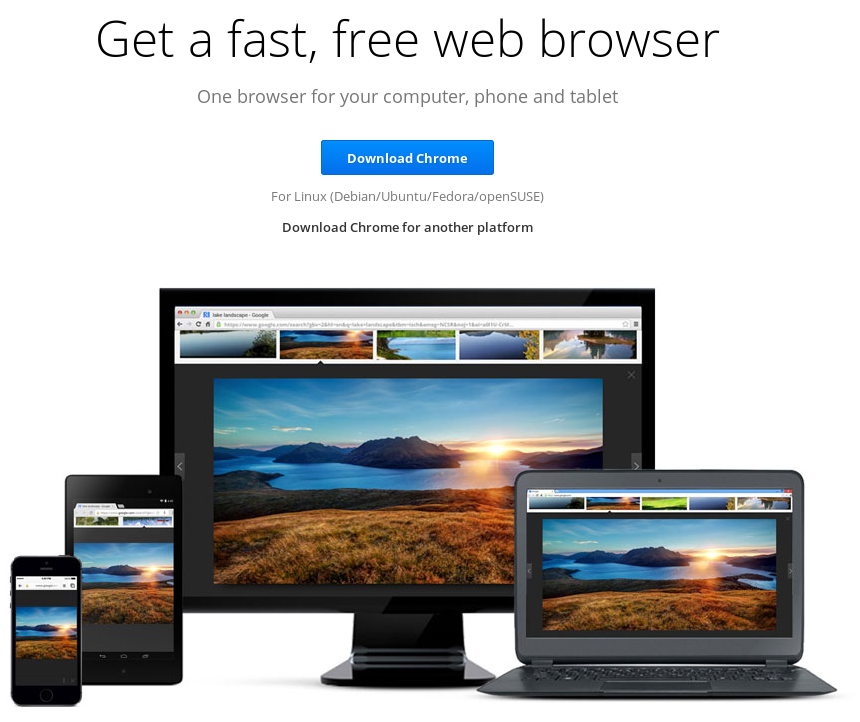 Get a fast, free web browser
One browser for your computer, phone and tablet
Download Chrome
For Linux (Debian/Ubuntu/Fedora/openSUSE)
Download Chrome for another platform
lake landscape - Google